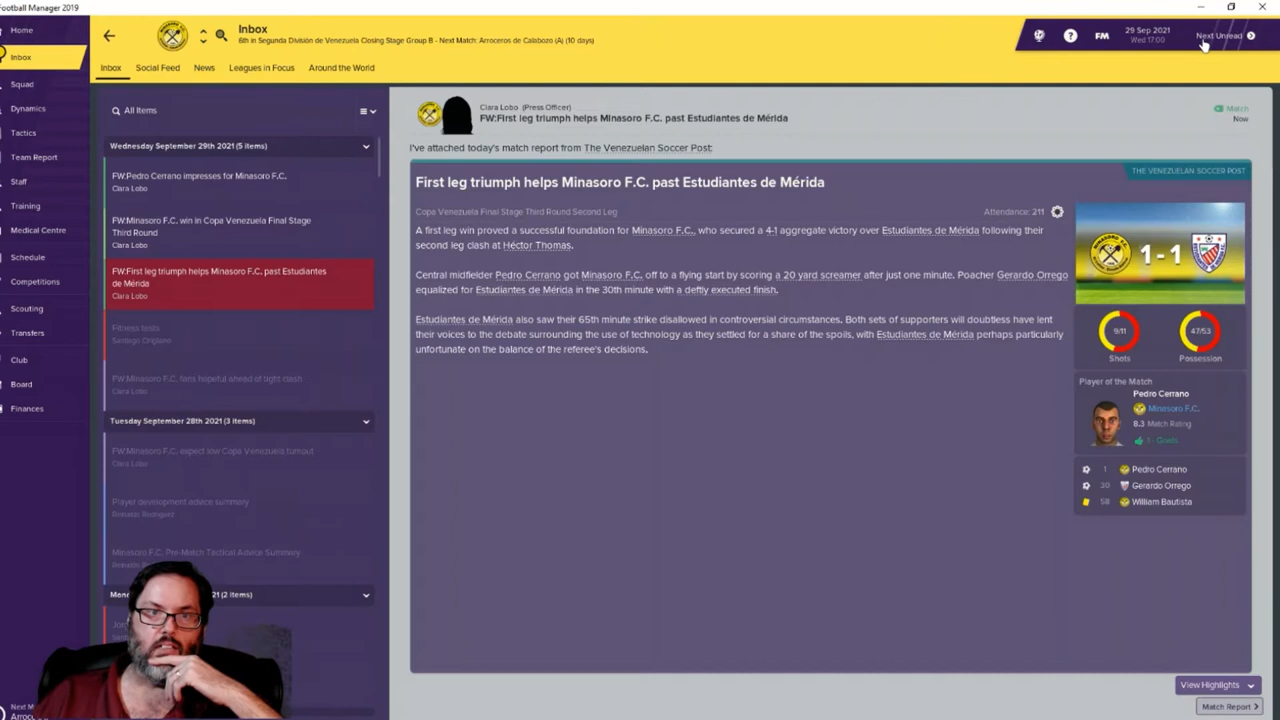 Football Manager 2019
Home
Inbox
Squad
Dynamics
Tactics
Team Report
Staff
Training
Medical Centre
Schedule
Competitions
Scouting
Transfers
Club
Board
Finances
Inbox
6th in Segunda División de Venezuela Closing Stage Group B - Next Match: Arroceros de Calabozo (A) (10 days)
FM
29 Sep 2021
Wed 17:00
Next Unread
Inbox Social Feed News Leagues in Focus Around the World
All Items
Wednesday September 29th 2021 (5 items)
FW:Pedro Cerrano impresses for Minasoro F.C.
Clara Lobo
FW:Minasoro F.C. win in Copa Venezuela Final Stage
Third Round
Clara Lobo
FW:First leg triumph helps Minasoro F.C. past Estudiantes
de Mérida
Clara Lobo
Fitness tests
Santiago Origlano
FW:Minasoro F.C. fans hopeful ahead of tight clash
Clara Lobo
Tuesday September 28th 2021 (3 items)
FW:Minasoro F.C. expect low Copa Venezuela turnout
Clara Lobo
Player development advice summary
Reinaldo Rodríguez
Minasoro F.C. Pre-Match Tactical Advice Summary
(2 items)
Clara Lobo (Press Officer)
FW:First leg triumph helps Minasoro F.C. past Estudiantes de Mérida
Match
Now
I've attached today's match report from The Venezuelan Soccer Post:
THE VENEZUELAN SOCCER POST
First leg triumph helps Minasoro F.C. past Estudiantes de Mérida
Copa Venezuela Final Stage Third Round Second Leg
Attendance: 211
A first leg win proved a successful foundation for Minasoro F.C., who secured a 4-1 aggregate victory over Estudiantes de Mérida following their
second leg clash at Héctor Thomas.
Central midfielder Pedro Cerrano got Minasoro F.C. off to a flying start by scoring a 20 yard screamer after just one minute. Poacher Gerardo Orrego
equalized for Estudiantes de Mérida in the 30th minute with a deftly executed finish.
Estudiantes de Mérida also saw their 65th minute strike disallowed in controversial circumstances. Both sets of supporters will doubtless have lent
their voices to the debate surrounding the use of technology as they settled for a share of the spoils, with Estudiantes de Mérida perhaps particularly
unfortunate on the balance of the referee's decisions.
1 - 1
9/11
47/53
Shots
Possession
Player of the Match
Pedro Cerrano
Minasoro F.C.
8.3 Match Rating
1 - Goals
1 Pedro Cerrano
30 Gerardo Orrego
58 William Bautista
View Highlights
Match Report